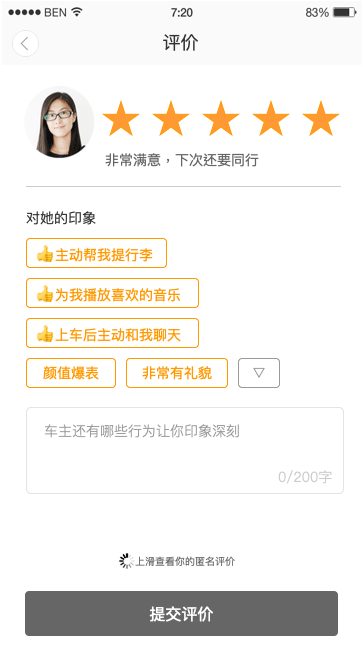 BEN 7:20 83%
评价
非常满意，下次还要同行
对她的印象
主动帮我提行李
为我播放喜欢的音乐
上车后主动和我聊天
颜值爆表 非常有礼貌
车主还有哪些行为让你印象深刻
0/200字
上滑查看你的匿名评价
提交评价